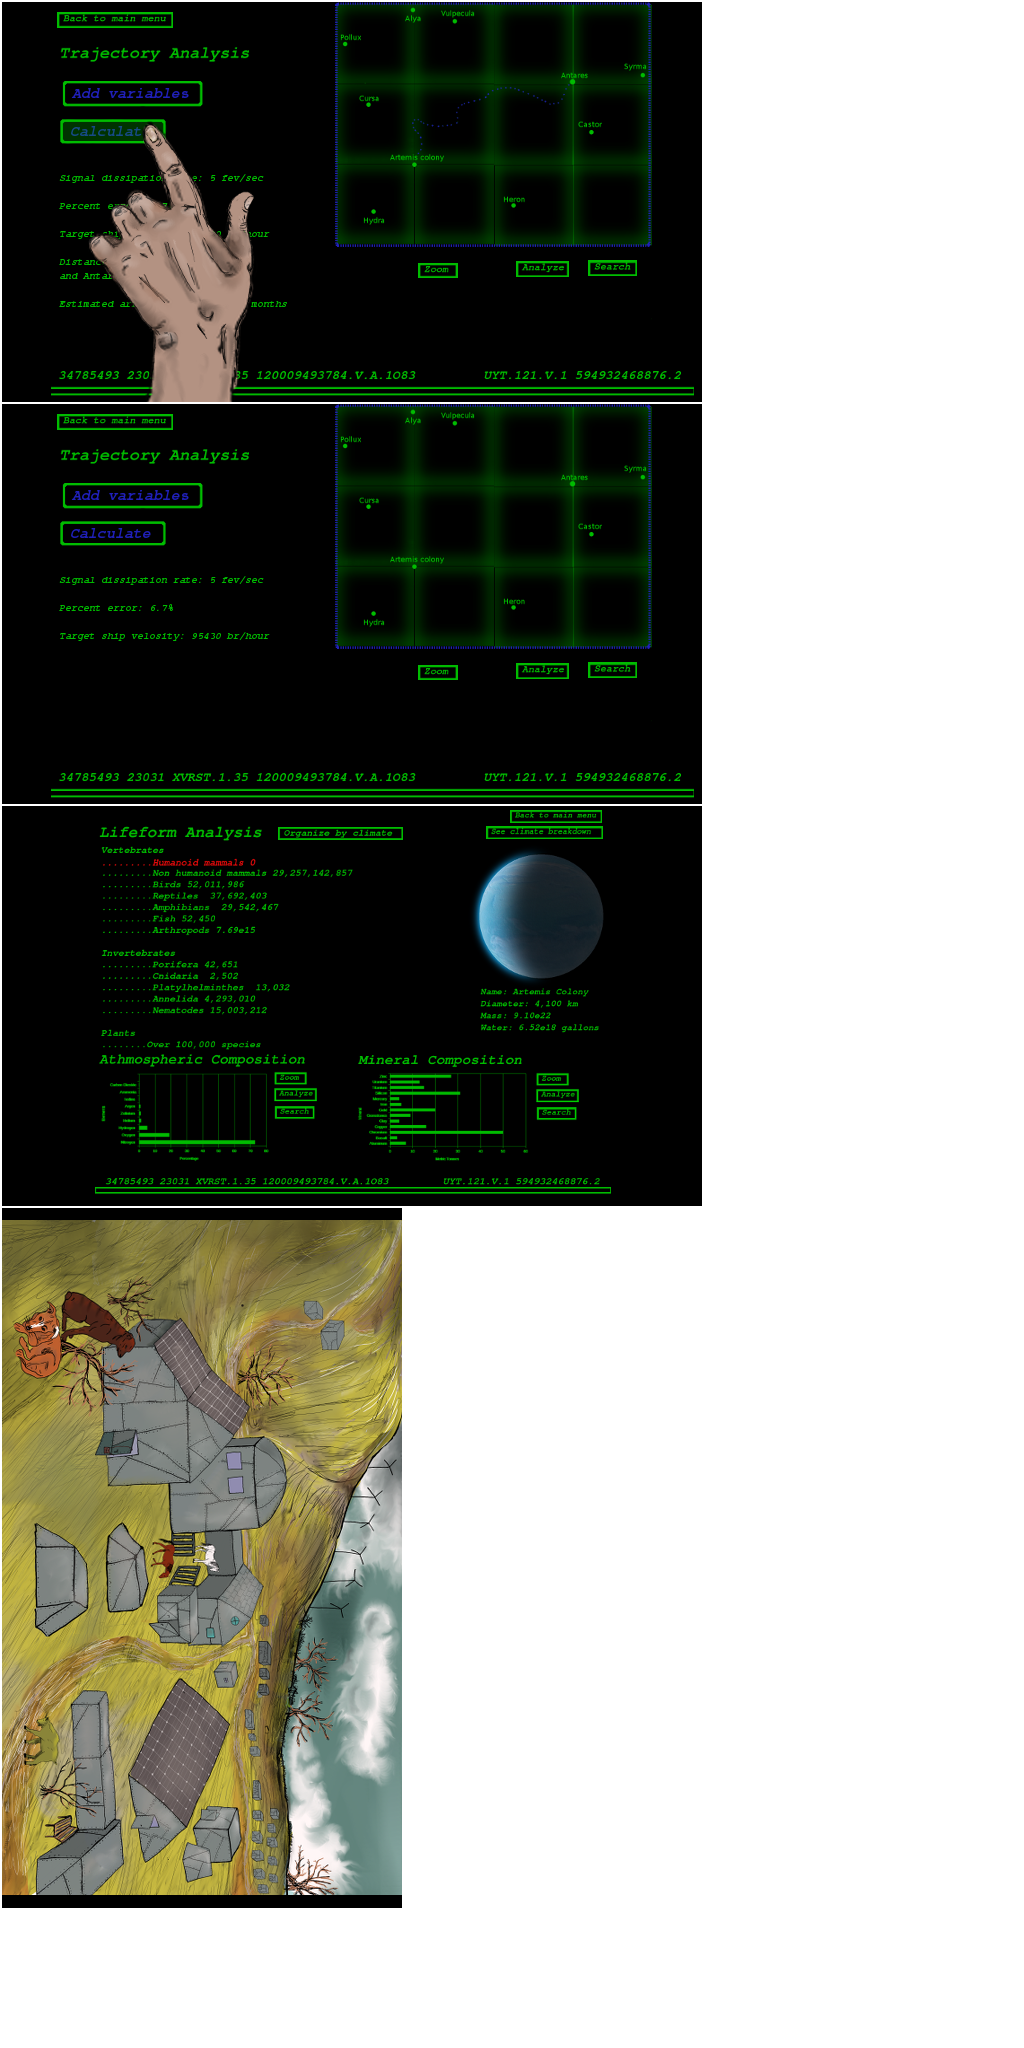 Back to main menu
Trajectory Analysis
Add variables
Calculat
Signal dissipatio e: 5 fev/sec
Percent er
Target shi 0 hour
Distanc
and Antar
Estimated ar months
Alya
Vulpecula
Pollux
Antares
Syrma
Cursa
Castor
Artemis colony
Heron
Hydra
Zoom
Analyze
Search
34785493 230 35 120009493784.V.A.1O83 UYT.121.V.1 594932468876.2
Back to main menu
Trajectory Analysis
Add variables
Calculate
Signal dissipation rate: 5 fev/sec
Percent error: 6.7%
Target ship velosity: 95430 br/hour
Alya
Vulpecula
Pollux
Antares
Syrma
Cursa
Castor
Artemis colony
Heron
Hydra
Zoom
Analyze
Search
34785493 23031 XVRST.1.35 120009493784.V.A.1O83 UYT.121.V.1 594932468876.2
Back to main menu
Lifeform Analysis
Organize by climate
See climate breakdown
Vertebrates
.........Humanoid mammals 0
.........Non humanoid mammals 29,257,142,857
.........Birds 52,011,986
.........Reptiles 37,692,403
.........Amphibians 29,542,467
.........Fish 52,450
.........Arthropods 7.69e15
Invertebrates
.........Porifera 42,651
.........Cnidaria 2,502
.........Platylhelminthes 13,032
.........Annelida 4,293,010
.........Nematodes 15,003,212
Plants
........Over 100,000 species
Name: Artemis Colony
Diameter: 4,100 km
Mass: 9.10e22
Water: 6.52e18 gallons
Athmospheric Composition
Zoom
Analyze
Search
Mineral Composition
Zoom
Analyze
Search
34785493 23031 XVRST.1.35 120009493784.V.A.1O83 UYT.121.V.1 594932468876.2